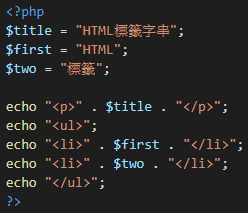 <?php
$title = "HTML標籤字串";
$first = "HTML";
$two = "標籤";
echo "<p>" . $title . "</p>";
echo "<ul>";
echo "<li>" . $first . "</li>";
echo "<li>" . $two . "</li>";
echo "</ul>";
?>